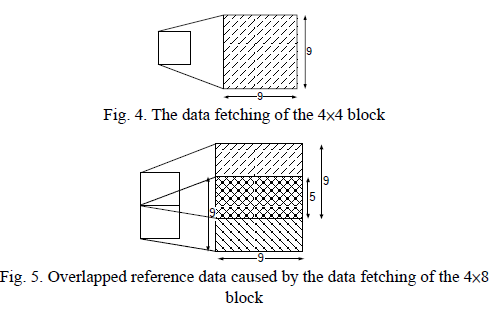 9
9
Fig. 4. The data fetching of the 4×4 block
9
5
9
9
Fig. 5. Overlapped reference data caused by the data fetching of the 4×8
block